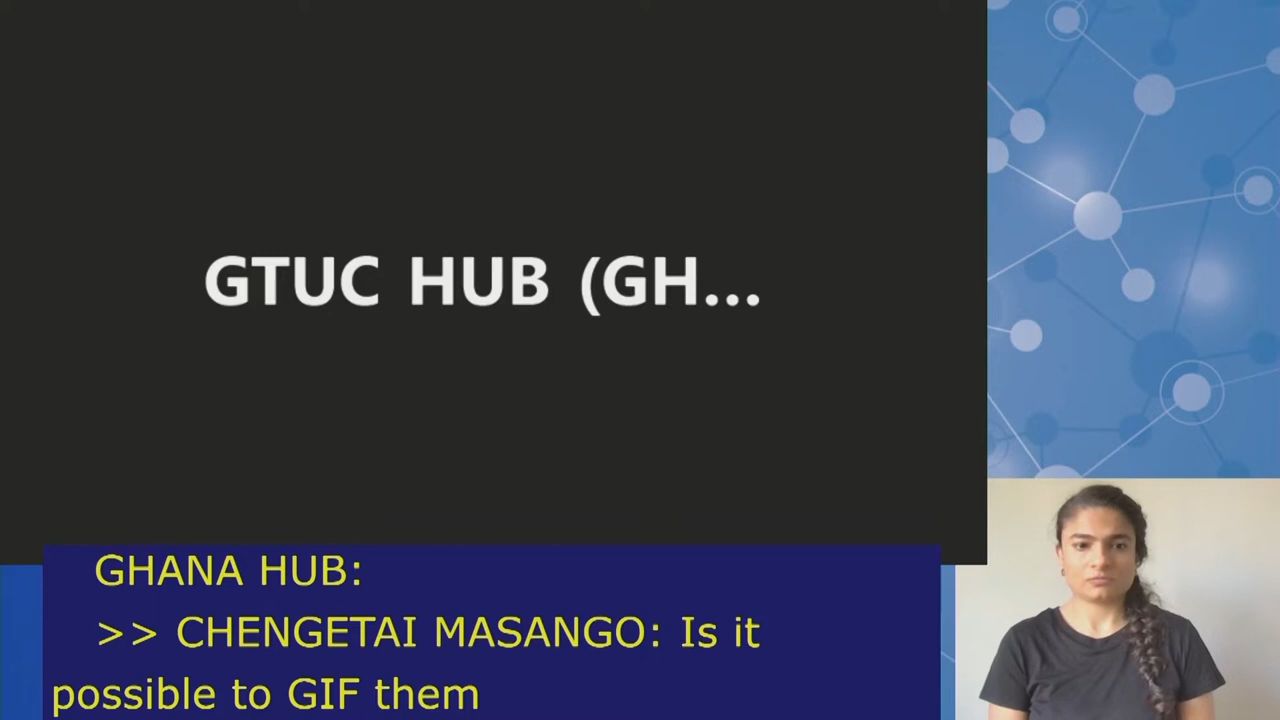 GTUC HUB (GH...
GHANA HUB:
>> CHENGETAI MASANGO: Is it
possible to GIF them